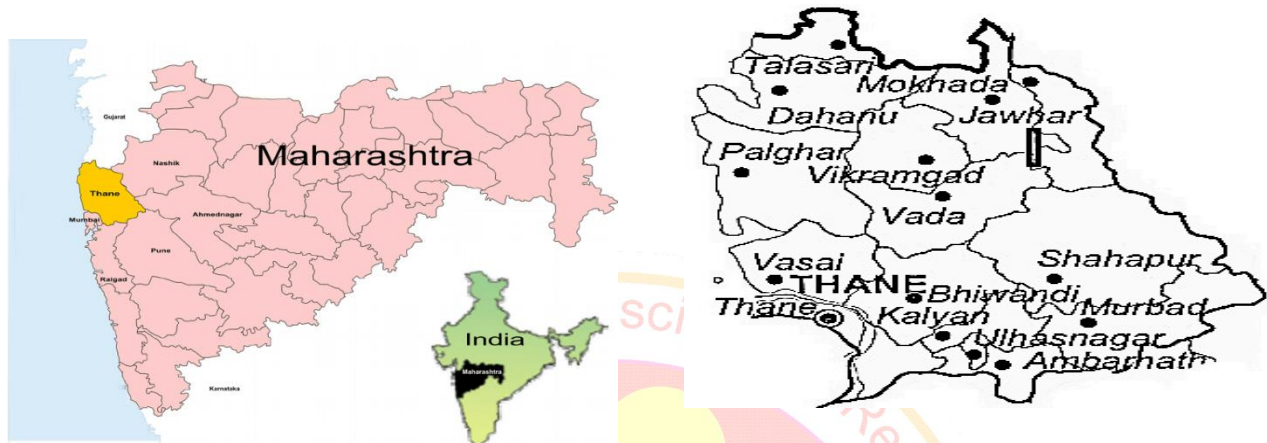 Gujarat
Nashik
Maharashtra
Thane
Mumbai
Ahmednagar
Pune
Raigad
Karnataka
India
Maharashtra
Talasari
Mokhada
Dahanu
Jawhar
Palghar
Vikramgad
Vada
Vasai
THANE
Shahapur
Bhiwandi
Thane
Kalyan
Murbad
Ulhasnagar
Ambarnath